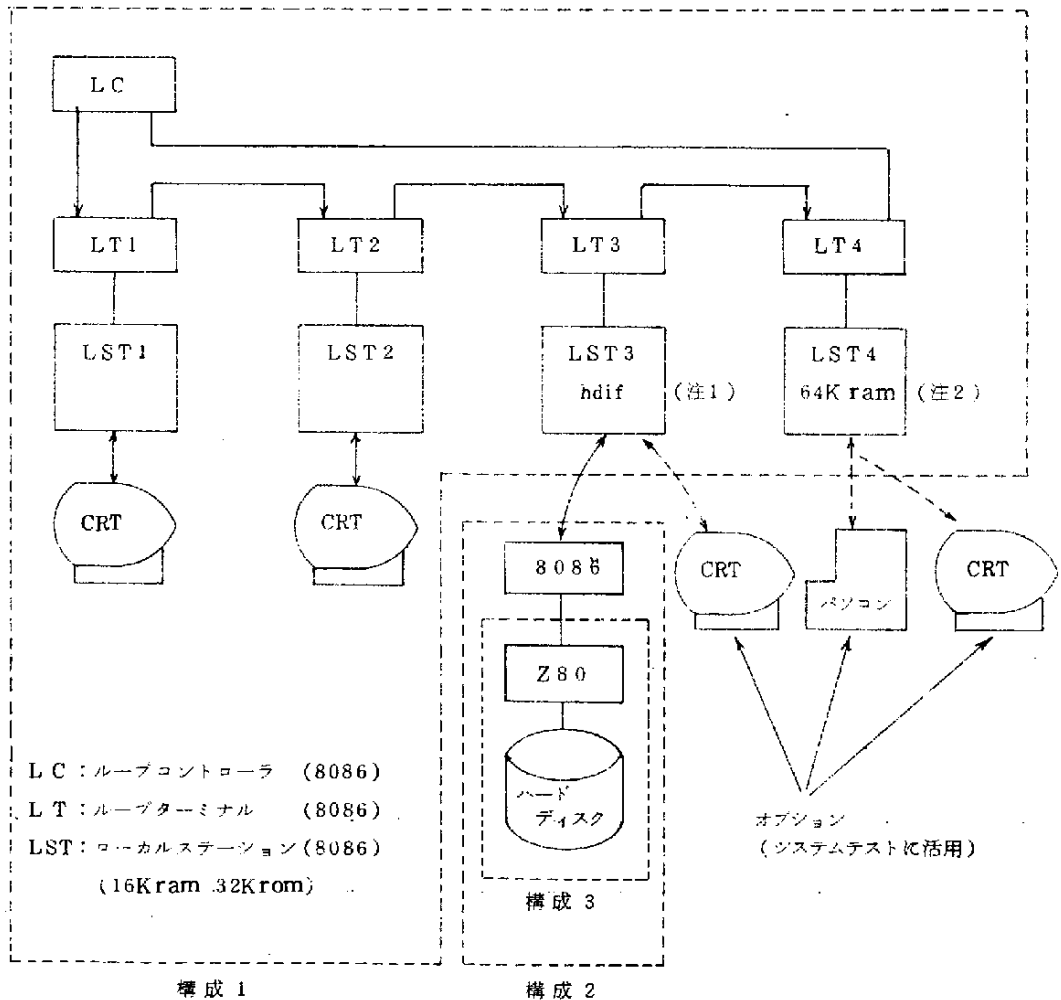 LC
LT1
LT2
LT3
LT4
LST1
LST2
LST3
hdif
(注1)
LST4
64K ram
(注2)
CRT
CRT
8086
CRT
パソコン
CRT
Z80
ハード
ディスク
LC:ループコントローラ (8086)
LT:ループターミナル (8086)
LST:ローカルステーション(8086)
(16Kram 32Krom)
オプション
(システムテストに活用)
構成3
構成1
構成2